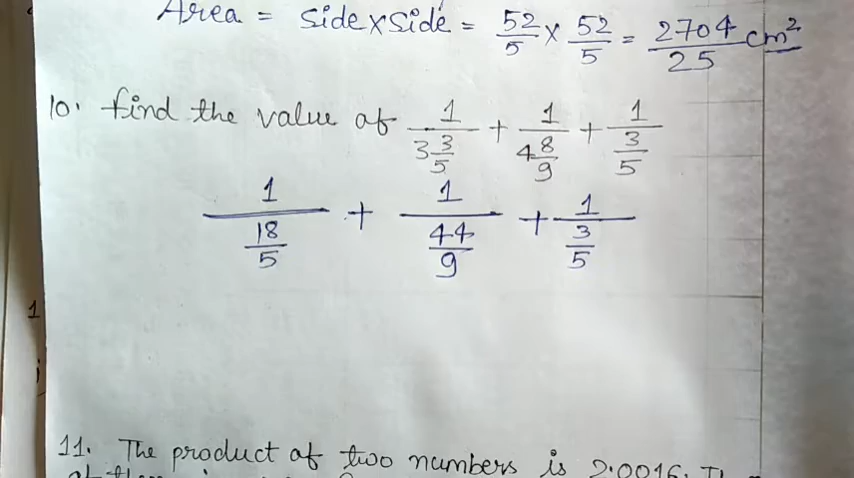 Area = side x side = 52/5 x 52/5 = 2704/25 cm²
10. find the value of 1/(3 3/5) + 1/(4 8/9) + 1/(3/5)
1/(18/5) + 1/(44/9) + 1/(3/5)
1
11. The product of two numbers is 2.0016.